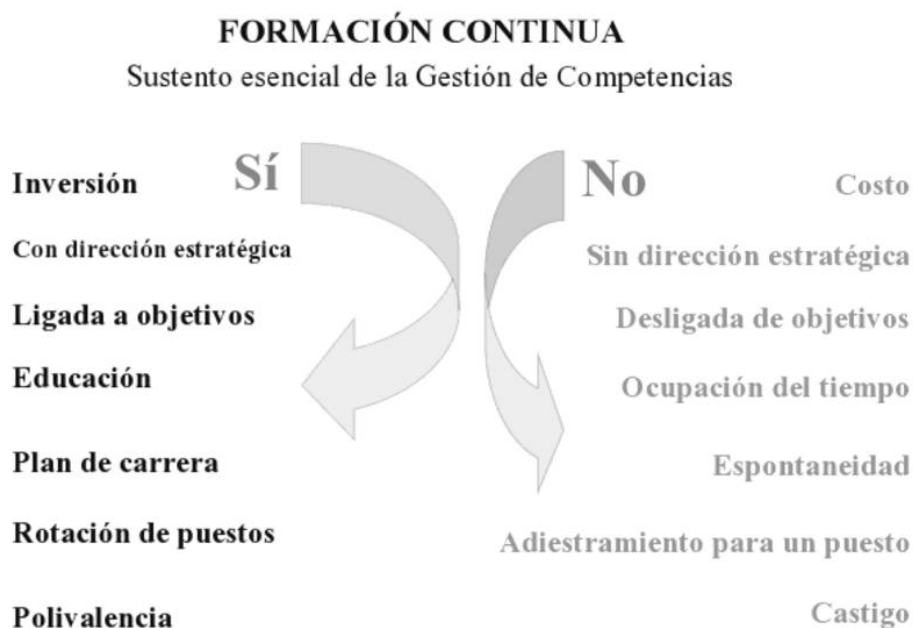 FORMACIÓN CONTINUA
Sustento esencial de la Gestión de Competencias
Sí
No
Inversión
Costo
Con dirección estratégica
Sin dirección estratégica
Ligada a objetivos
Desligada de objetivos
Educación
Ocupación del tiempo
Plan de carrera
Espontaneidad
Rotación de puestos
Adiestramiento para un puesto
Polivalencia
Castigo